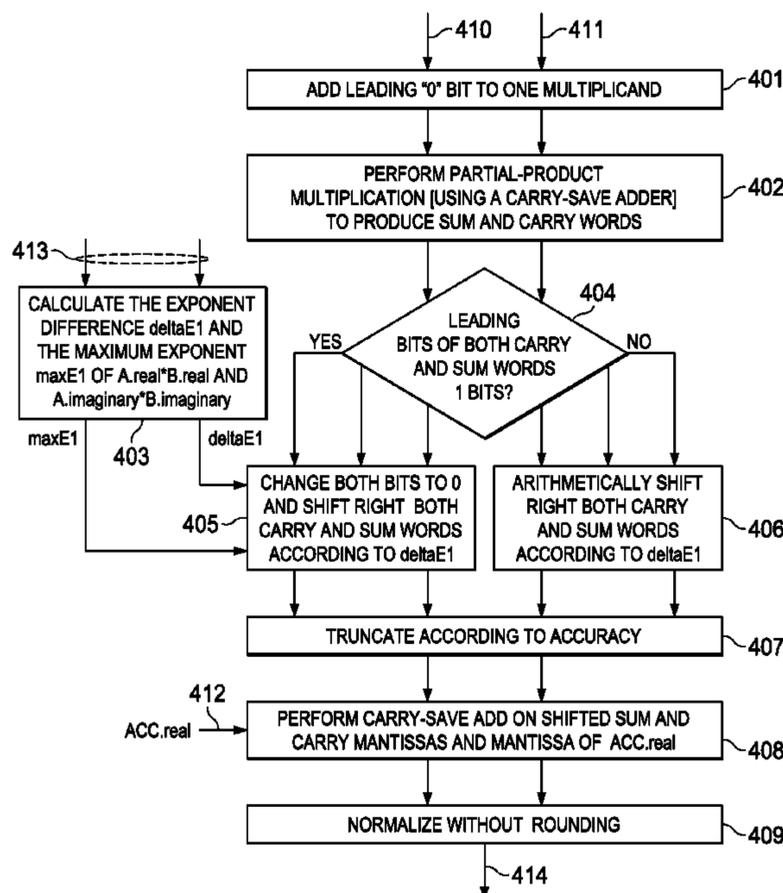 410
411
ADD LEADING “0” BIT TO ONE MULTIPLICAND
401
PERFORM PARTIAL-PRODUCT
MULTIPLICATION [USING A CARRY-SAVE ADDER]
TO PRODUCE SUM AND CARRY WORDS
402
413
CALCULATE THE EXPONENT
DIFFERENCE deltaE1 AND
THE MAXIMUM EXPONENT
maxE1 OF A.real*B.real AND
A.imaginary*B.imaginary
403
maxE1
deltaE1
404
LEADING
BITS OF BOTH CARRY
AND SUM WORDS
1 BITS?
YES
NO
CHANGE BOTH BITS TO 0
AND SHIFT RIGHT BOTH
CARRY AND SUM WORDS
ACCORDING TO deltaE1
405
ARITHMETICALLY SHIFT
RIGHT BOTH CARRY
AND SUM WORDS
ACCORDING TO deltaE1
406
TRUNCATE ACCORDING TO ACCURACY
407
412
ACC.real
PERFORM CARRY-SAVE ADD ON SHIFTED SUM AND
CARRY MANTISSAS AND MANTISSA OF ACC.real
408
NORMALIZE WITHOUT ROUNDING
409
414